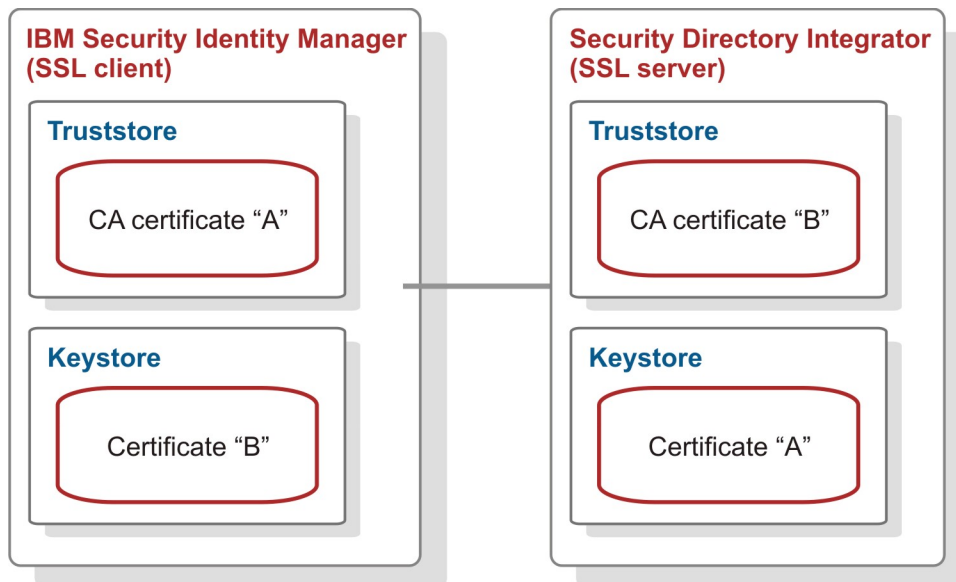 IBM Security Identity Manager
(SSL client)
Truststore
CA certificate “A”
Keystore
Certificate “B”
Security Directory Integrator
(SSL server)
Truststore
CA certificate “B”
Keystore
Certificate “A”